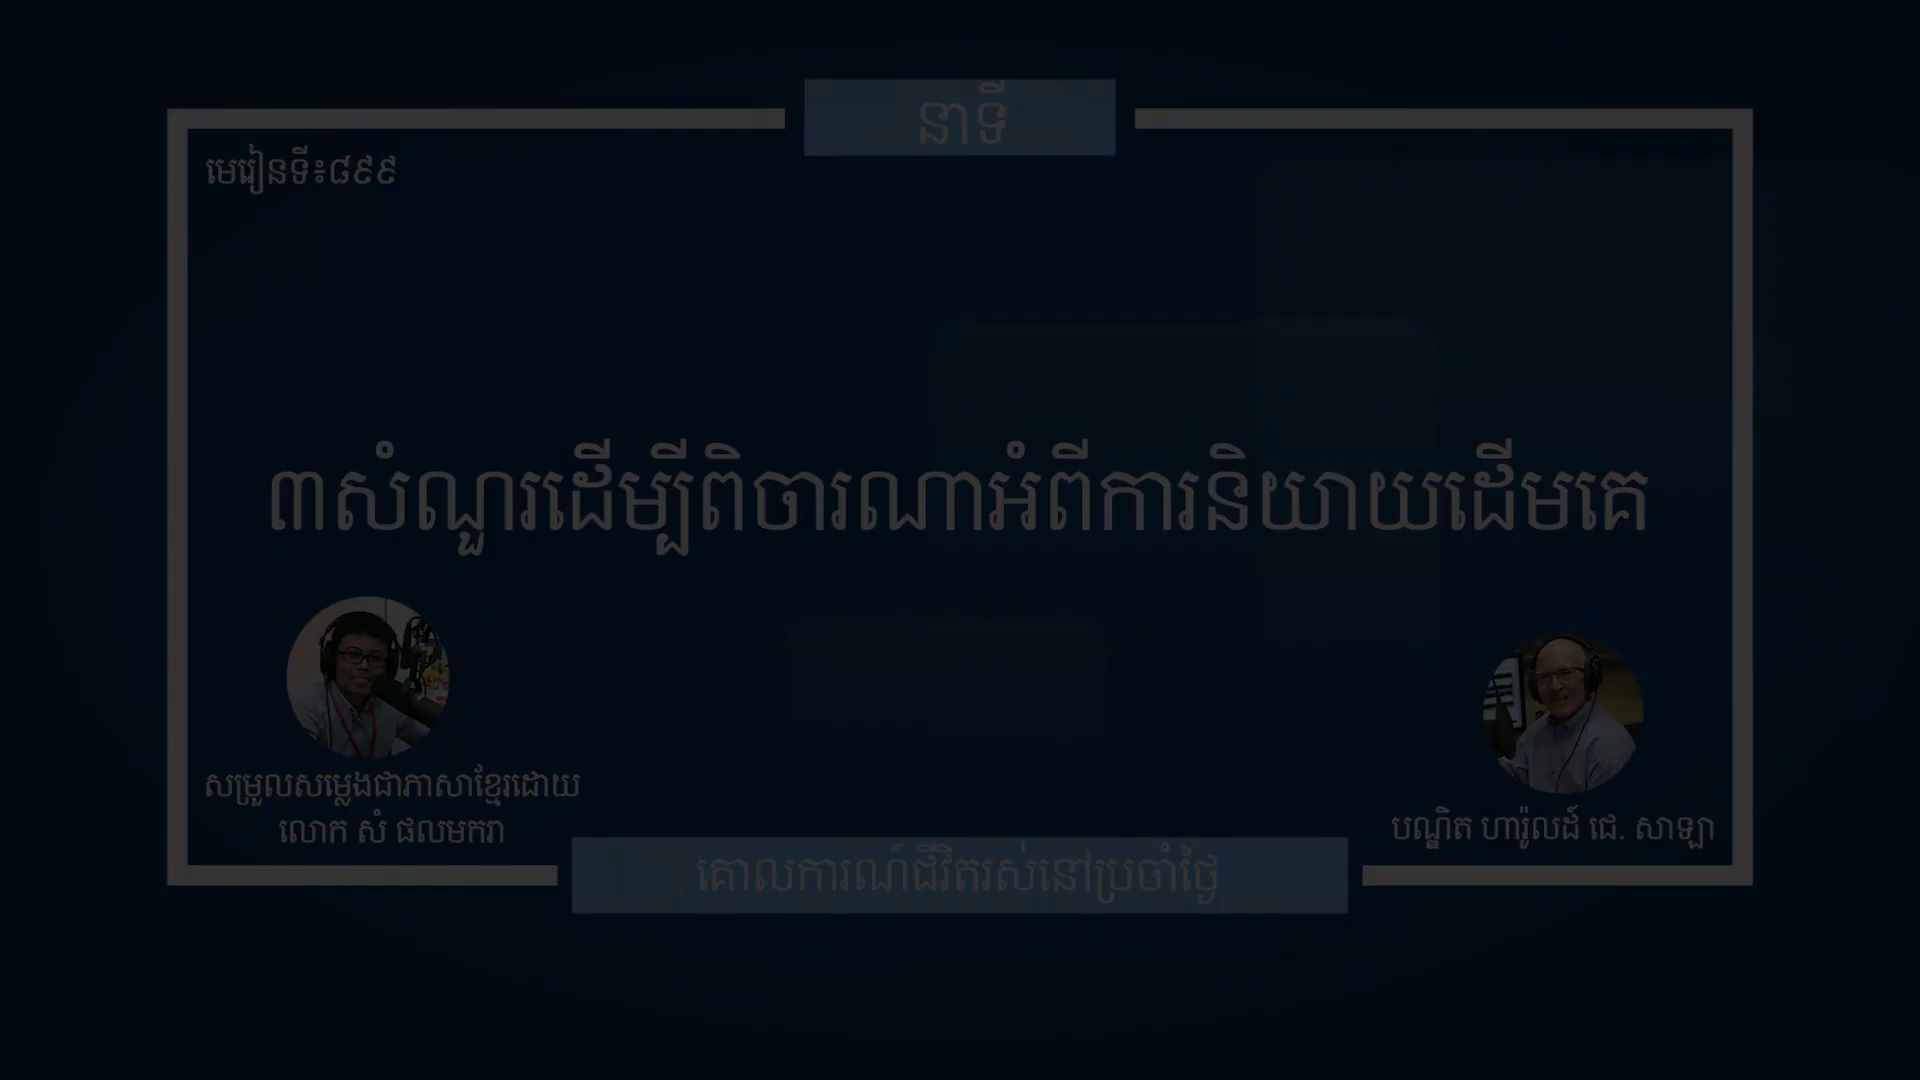 នាទី
មេរៀនទី៖៨៩៩
៣សំណួរដើម្បីពិចារណាអំពីការនិយាយដើមគេ
សម្រួលសម្លេងជាភាសាខ្មែរដោយ
លោក សំ ផលមករា
បណ្ឌិត ហារ៉ូលដ៍ ជេ. សាឡា
គោលការណ៍ជីវិតរស់នៅប្រចាំថ្ងៃ